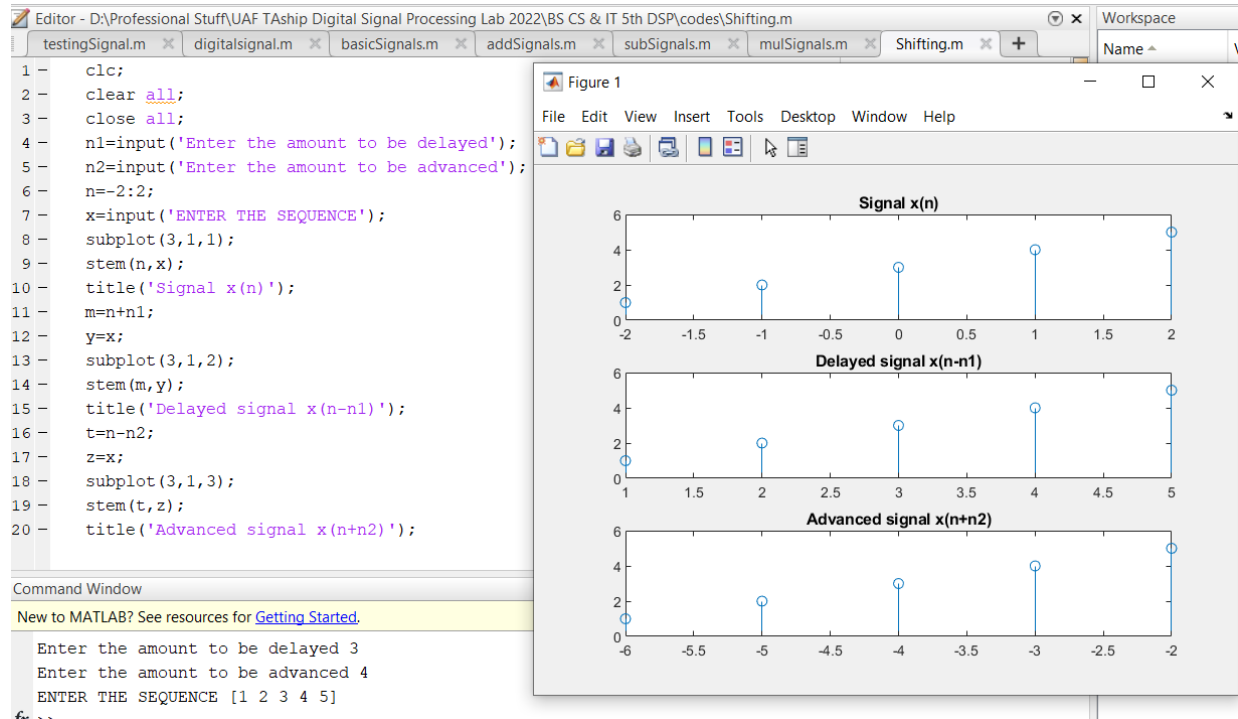 Editor - D:\Professional Stuff\UAF TAship Digital Signal Processing Lab 2022\BS CS & IT 5th DSP\codes\Shifting.m
testingSignal.m digitalsignal.m basicSignals.m addSignals.m subSignals.m mulSignals.m Shifting.m +
1 - clc;
2 - clear all;
3 - close all;
4 - n1=input('Enter the amount to be delayed');
5 - n2=input('Enter the amount to be advanced');
6 - n=-2:2;
7 - x=input('ENTER THE SEQUENCE');
8 - subplot(3,1,1);
9 - stem(n,x);
10 - title('Signal x(n)');
11 - m=n+n1;
12 - y=x;
13 - subplot(3,1,2);
14 - stem(m,y);
15 - title('Delayed signal x(n-n1)');
16 - t=n-n2;
17 - z=x;
18 - subplot(3,1,3);
19 - stem(t,z);
20 - title('Advanced signal x(n+n2)');
Command Window
New to MATLAB? See resources for Getting Started.
Enter the amount to be delayed 3
Enter the amount to be advanced 4
ENTER THE SEQUENCE [1 2 3 4 5]
Workspace
Name
Figure 1
File Edit View Insert Tools Desktop Window Help
Signal x(n)
6
4
2
0
-2 -1.5 -1 -0.5 0 0.5 1 1.5 2
Delayed signal x(n-n1)
6
4
2
0
1 1.5 2 2.5 3 3.5 4 4.5 5
Advanced signal x(n+n2)
6
4
2
0
-6 -5.5 -5 -4.5 -4 -3.5 -3 -2.5 -2